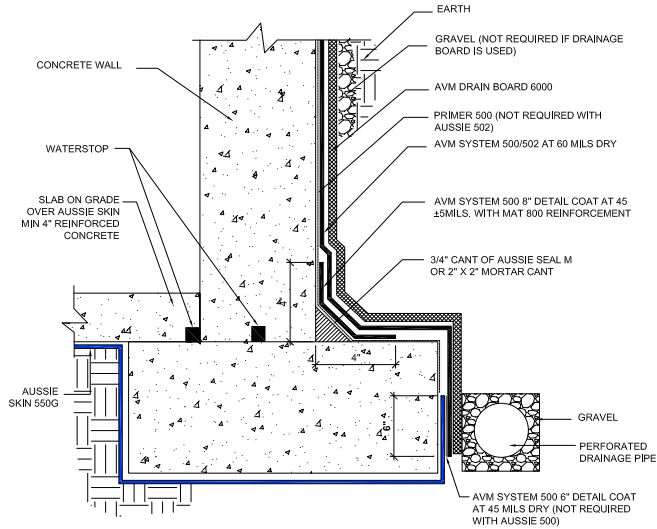 EARTH
GRAVEL (NOT REQUIRED IF DRAINAGE
BOARD IS USED)
CONCRETE WALL
AVM DRAIN BOARD 6000
PRIMER 500 (NOT REQUIRED WITH
AUSSIE 502)
WATERSTOP
AVM SYSTEM 500/502 AT 60 MILS DRY
SLAB ON GRADE
OVER AUSSIE SKIN
MIN 4" REINFORCED
CONCRETE
AVM SYSTEM 500 8" DETAIL COAT AT 45
±5MILS. WITH MAT 800 REINFORCEMENT
3/4" CANT OF AUSSIE SEAL M
OR 2" X 2" MORTAR CANT
4"
4"
AUSSIE
SKIN 550G
6"
GRAVEL
PERFORATED
DRAINAGE PIPE
AVM SYSTEM 500 6" DETAIL COAT
AT 45 MILS DRY (NOT REQUIRED
WITH AUSSIE 500)